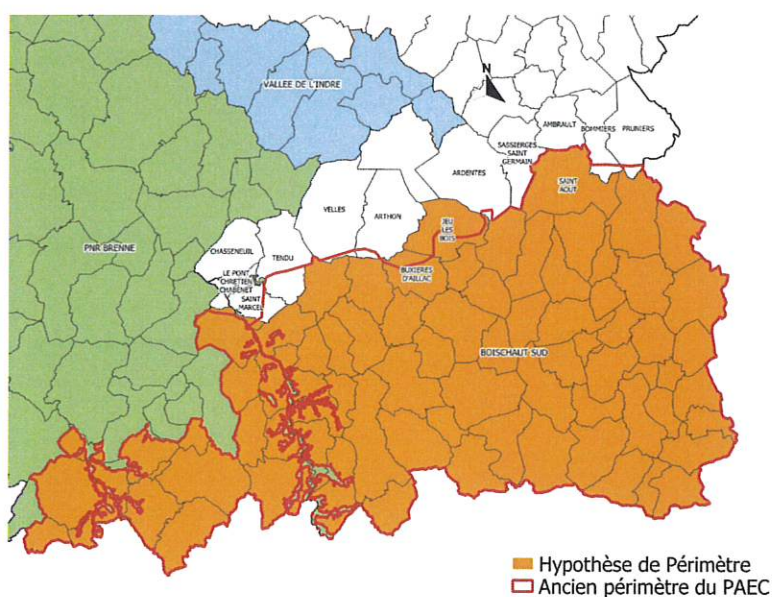 VALLEE DE L'INDRE
N
AMBRAULT
BOMMIERS
PRUNIERS
SASSIERGES
SAINT
GERMAIN
ARDENTES
SAINT
AOUT
VELLES
ARTHON
JEU
LES
BOIS
PNR BRENNE
CHASSENEUIL
TENDU
BUXIERES
D'AILLAC
LE PONT
CHRETIEN
CHABENET
SAINT
MARCEL
BOISCHAUT SUD
Hypothèse de Périmètre
Ancien périmètre du PAEC